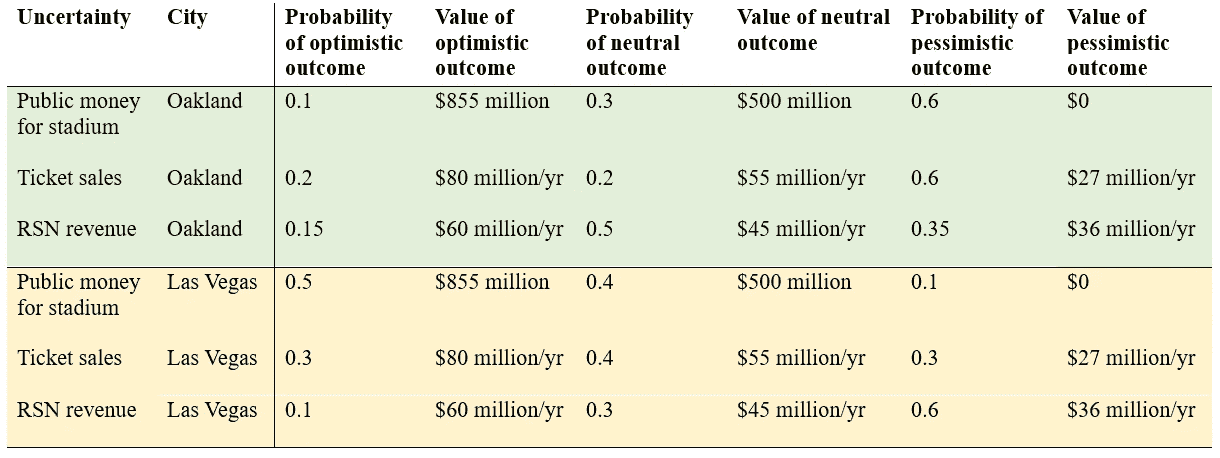 Uncertainty City Probability of optimistic outcome Value of optimistic outcome Probability of neutral outcome Value of neutral outcome Probability of pessimistic outcome Value of pessimistic outcome
Public money for stadium Oakland 0.1 $855 million 0.3 $500 million 0.6 $0
Ticket sales Oakland 0.2 $80 million/yr 0.2 $55 million/yr 0.6 $27 million/yr
RSN revenue Oakland 0.15 $60 million/yr 0.5 $45 million/yr 0.35 $36 million/yr
Public money for stadium Las Vegas 0.5 $855 million 0.4 $500 million 0.1 $0
Ticket sales Las Vegas 0.3 $80 million/yr 0.4 $55 million/yr 0.3 $27 million/yr
RSN revenue Las Vegas 0.1 $60 million/yr 0.3 $45 million/yr 0.6 $36 million/yr